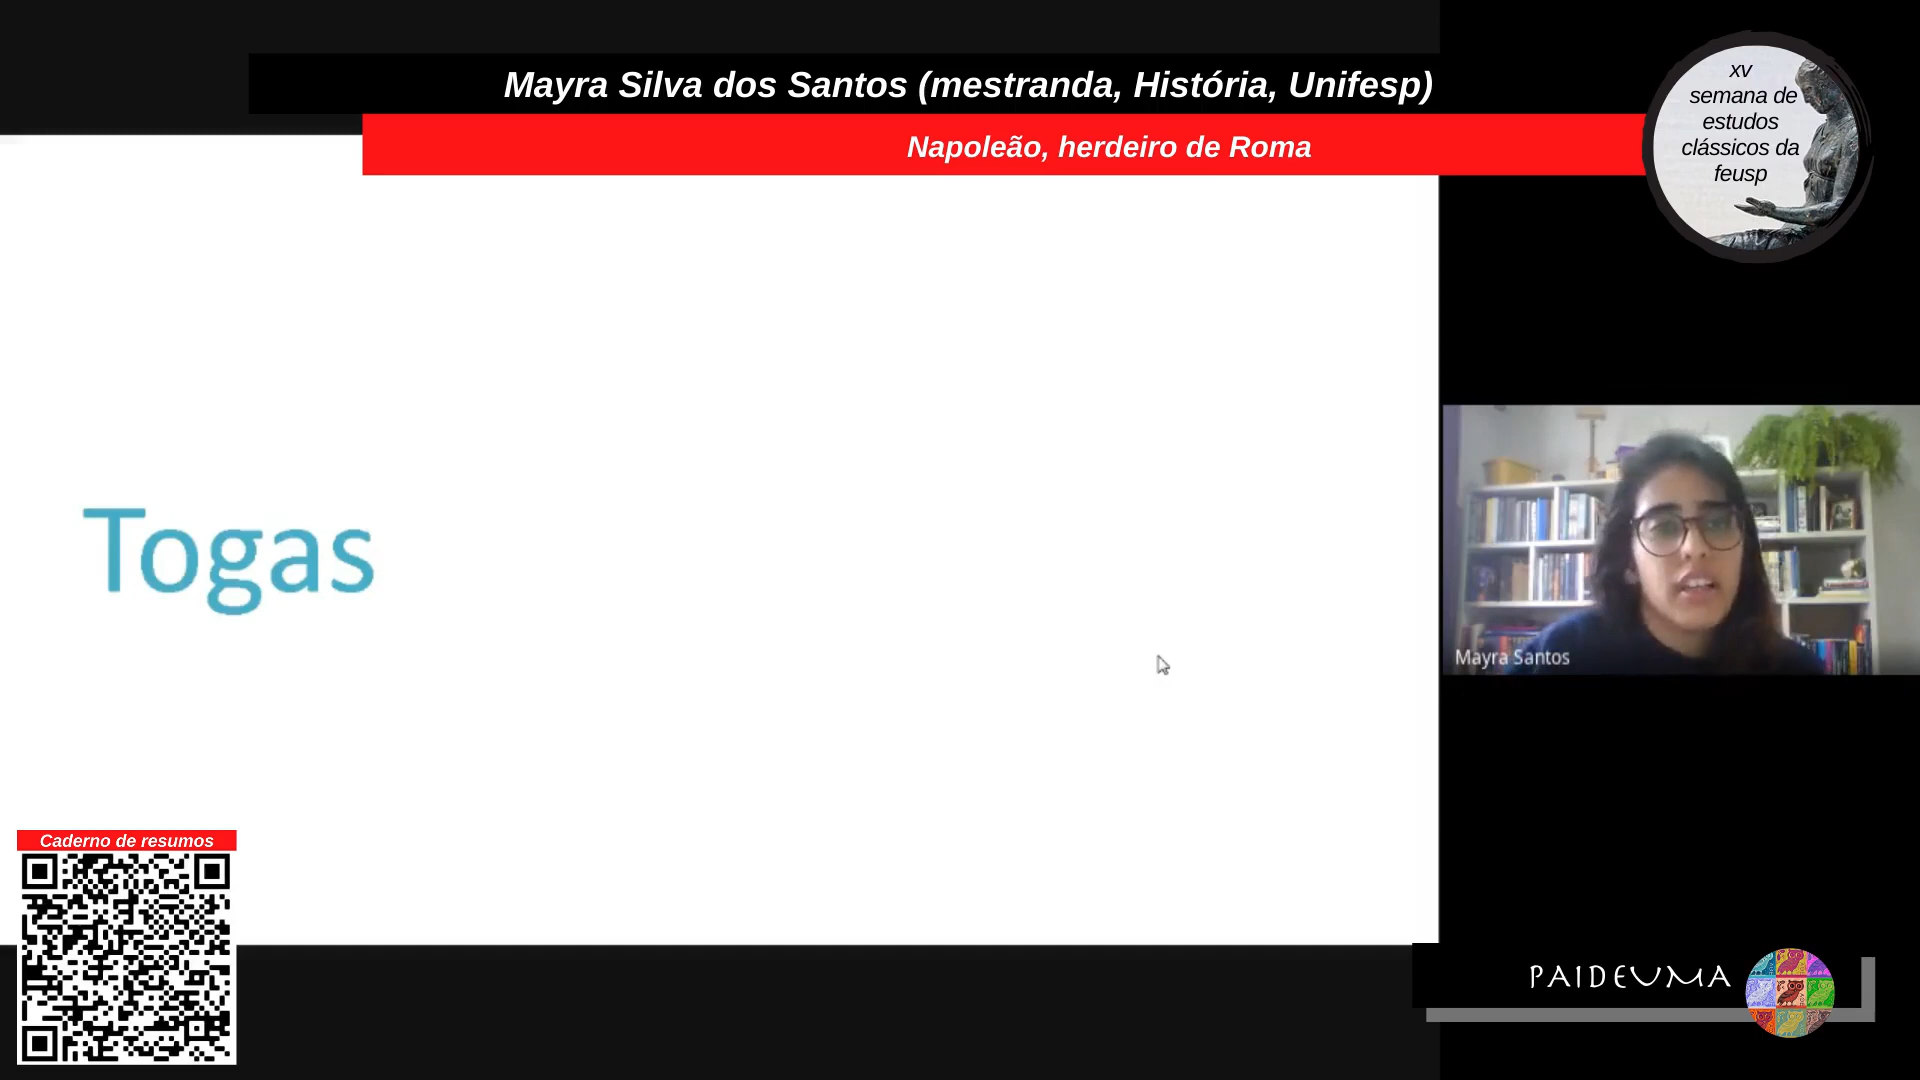 Mayra Silva dos Santos (mestranda, História, Unifesp)
Napoleão, herdeiro de Roma
xv
semana de
estudos
clássicos da
feusp
Togas
Mayra Santos
Caderno de resumos
PAIDEUMA